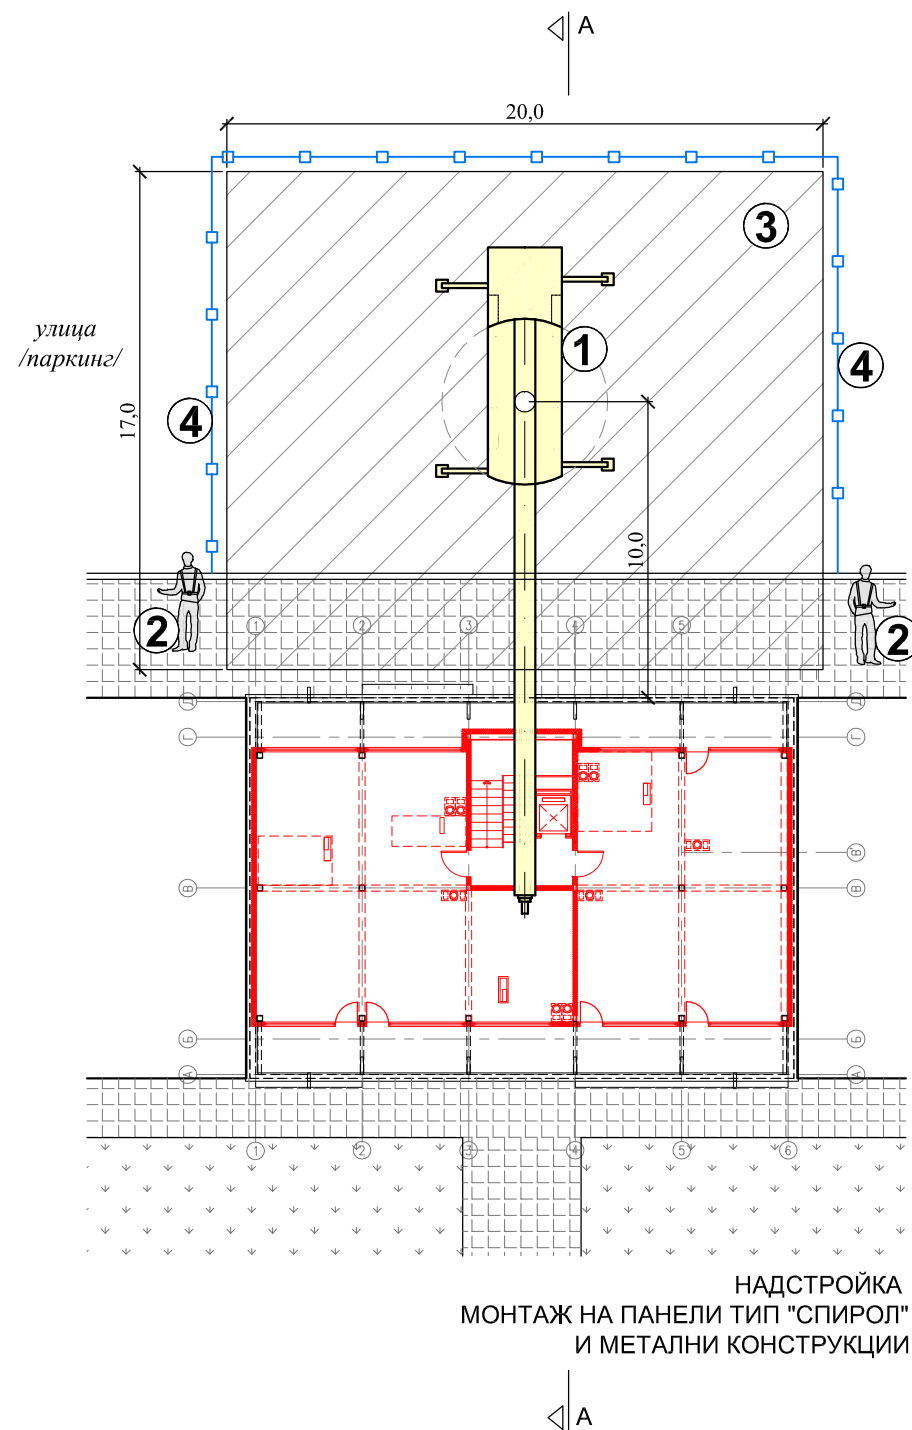 A
20,0
3
улица
/паркинг/
1
4
4
17,0
10,0
2
2
1
2
3
4
5
Д
Д
Г
Г
В
В
В
Б
Б
А
А
1
2
3
4
5
6
НАДСТРОЙКА
МОНТАЖ НА ПАНЕЛИ ТИП "СПИРОЛ"
И МЕТАЛНИ КОНСТРУКЦИИ
A